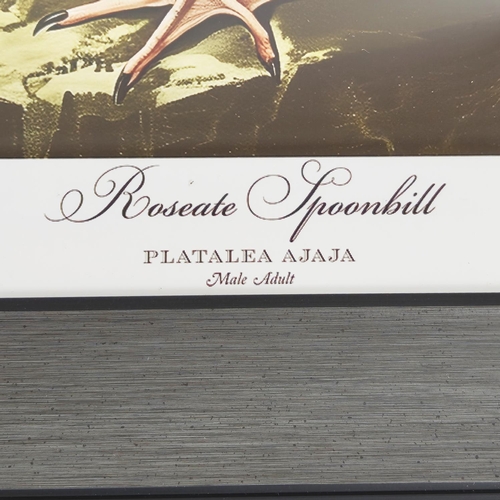 Roseate Spoonbill
PLATALEA AJAJA
Male Adult